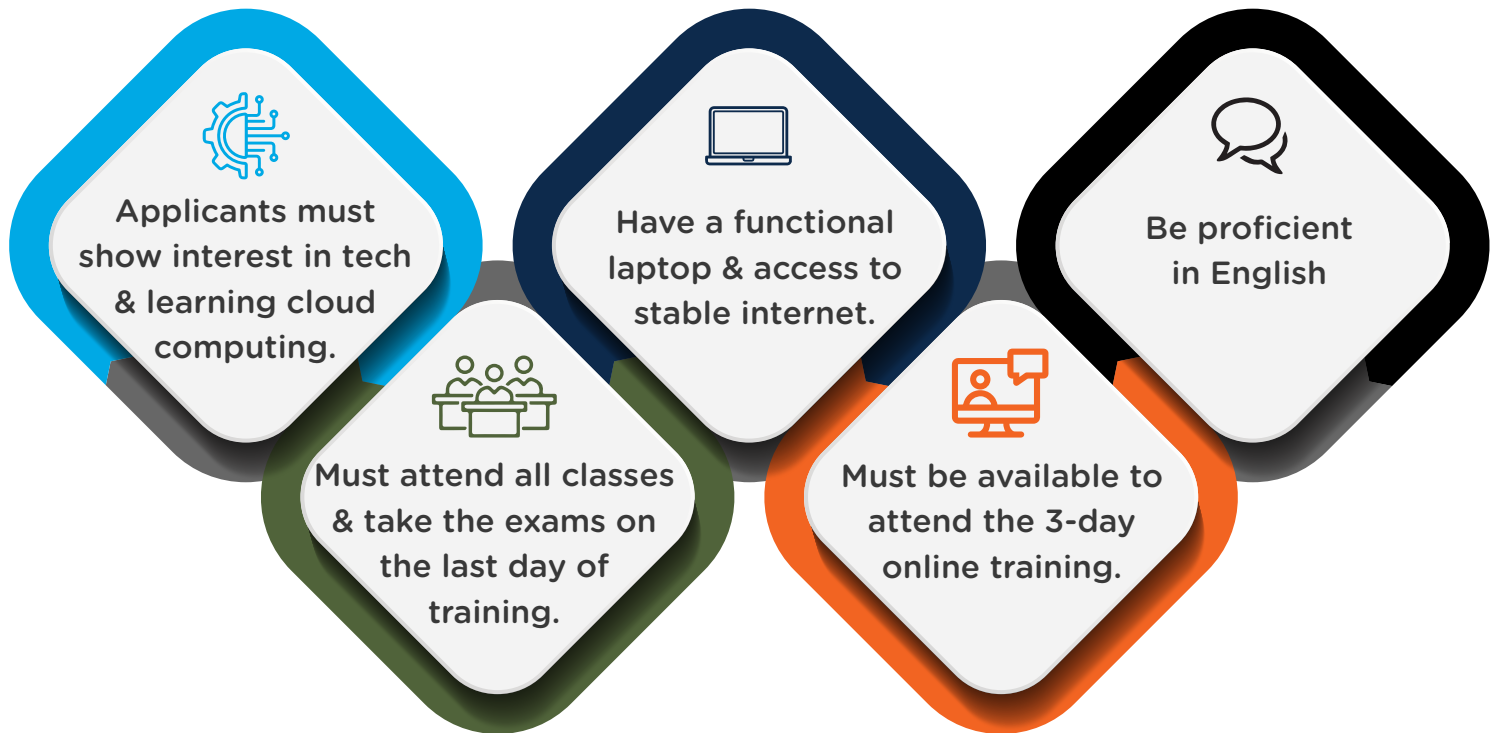 Applicants must
show interest in tech
& learning cloud
computing.
Must attend all classes
& take the exams on
the last day of
training.
Have a functional
laptop & access to
stable internet.
Must be available to
attend the 3-day
online training.
Be proficient
in English